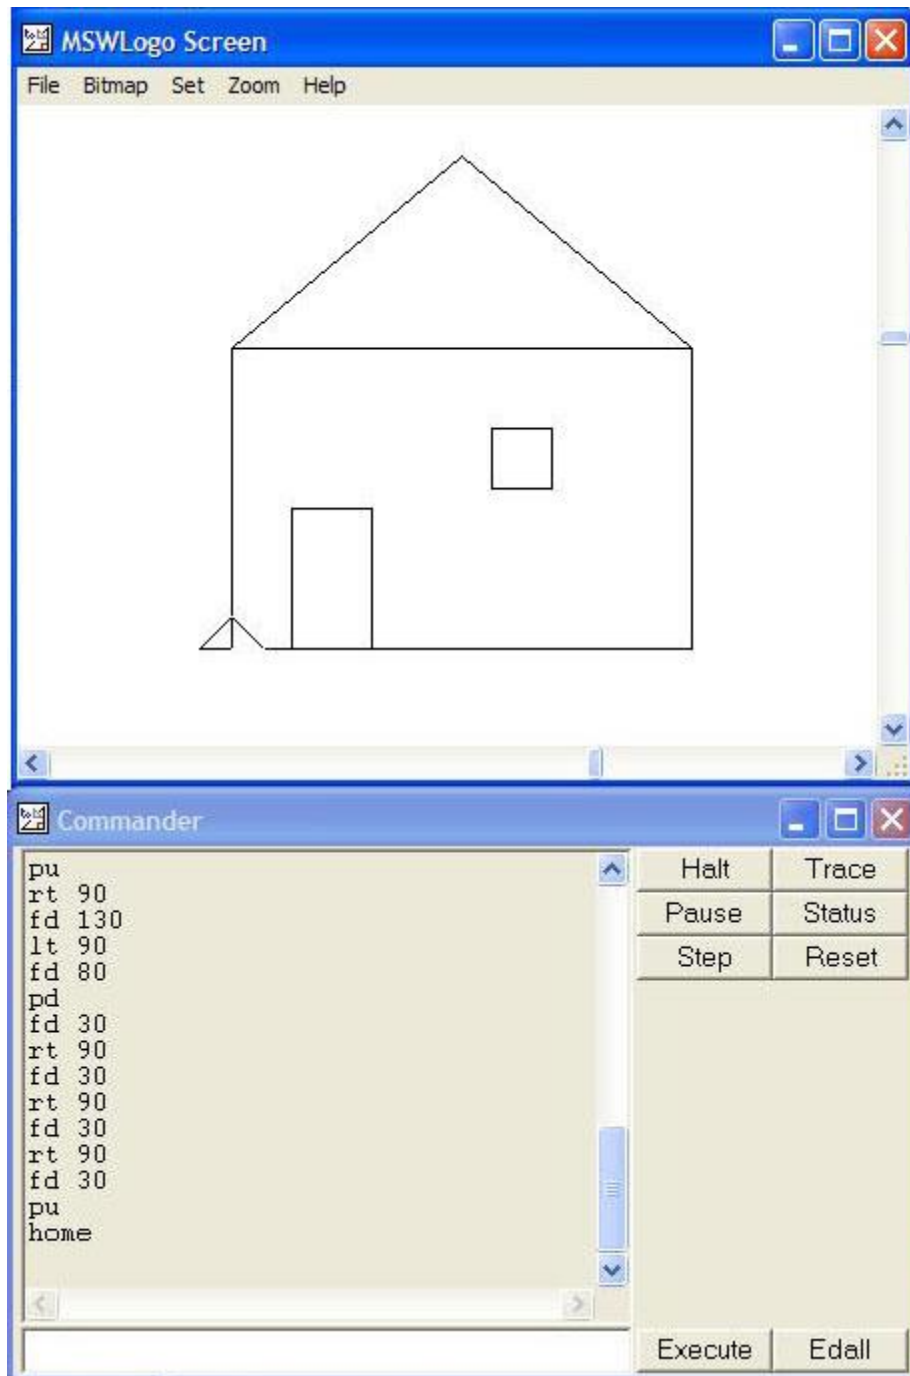 MSWLogo Screen
File Bitmap Set Zoom Help
Commander
pu
rt 90
fd 130
lt 90
fd 80
pd
fd 30
rt 90
fd 30
rt 90
fd 30
rt 90
fd 30
pu
home
Halt Trace
Pause Status
Step Reset
Execute Edall